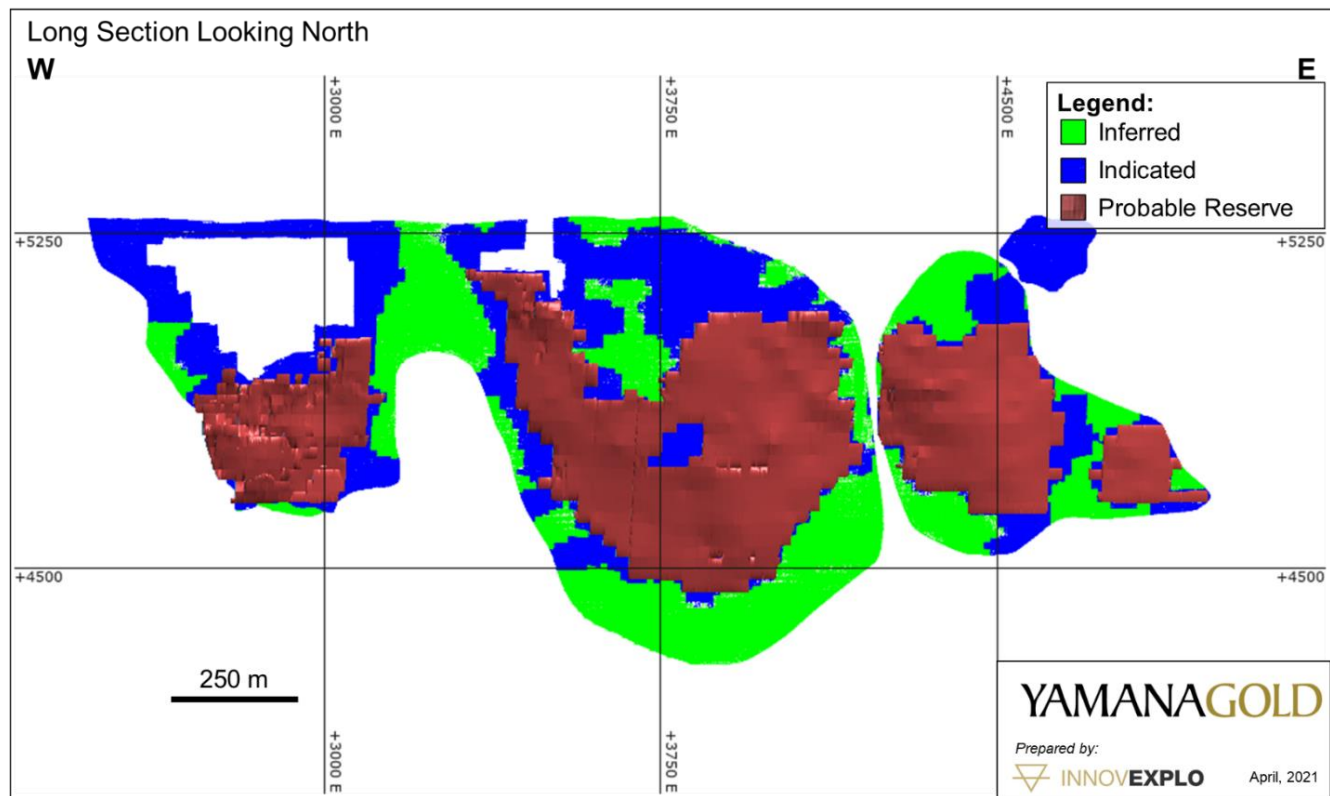 Long Section Looking North
W
E
+3000 E
+3750 E
+4500 E
Legend:
Inferred
Indicated
Probable Reserve
+5250
+5250
+4500
+4500
250 m
+3000 E
+3750 E
YAMANAGOLD
Prepared by:
INNOVEXPLO
April, 2021